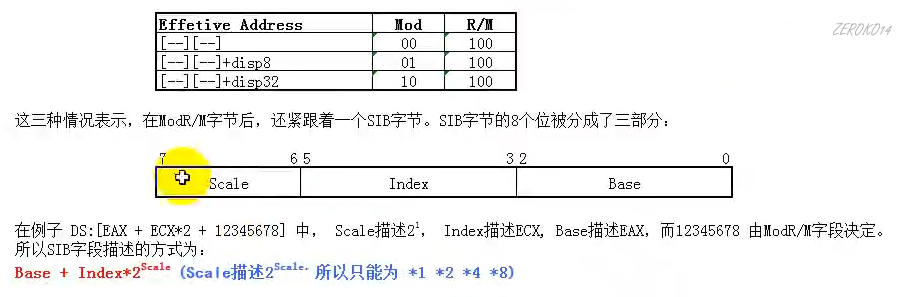 Effetive Address Mod R/M
[--][--] 00 100
[--][--]+disp8 01 100
[--][--]+disp32 10 100
ZEROKO14
这三种情况表示，在ModR/M字节后，还紧跟着一个SIB字节。SIB字节的8个位被分成了三部分：
7 6 5 3 2 0
Scale Index Base
在例子 DS:[EAX + ECX*2 + 12345678] 中， Scale描述2¹， Index描述ECX, Base描述EAX，而12345678 由ModR/M字段决定。
所以SIB字段描述的方式为：
Base + Index*2^Scale (Scale描述2^Scale. 所以只能为 *1 *2 *4 *8)